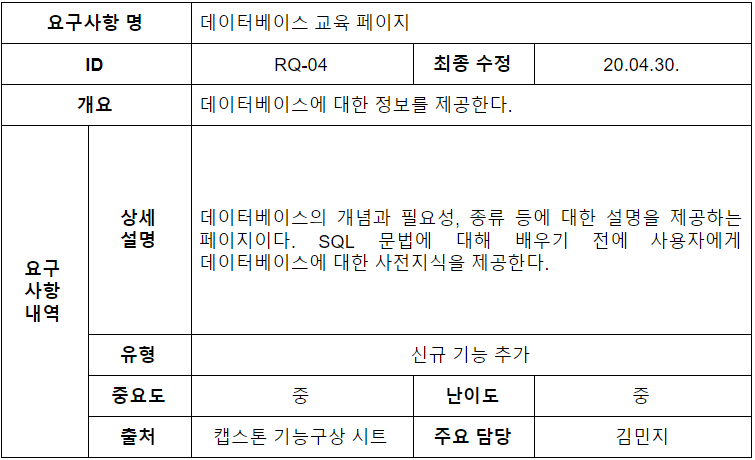 요구사항 명 데이터베이스 교육 페이지
ID RQ-04 최종 수정 20.04.30.
개요 데이터베이스에 대한 정보를 제공한다.
요구
사항
내역
상세
설명
데이터베이스의 개념과 필요성, 종류 등에 대한 설명을 제공하는
페이지이다. SQL 문법에 대해 배우기 전에 사용자에게
데이터베이스에 대한 사전지식을 제공한다.
유형 신규 기능 추가
중요도 중 난이도 중
출처 캡스톤 기능구상 시트 주요 담당 김민지